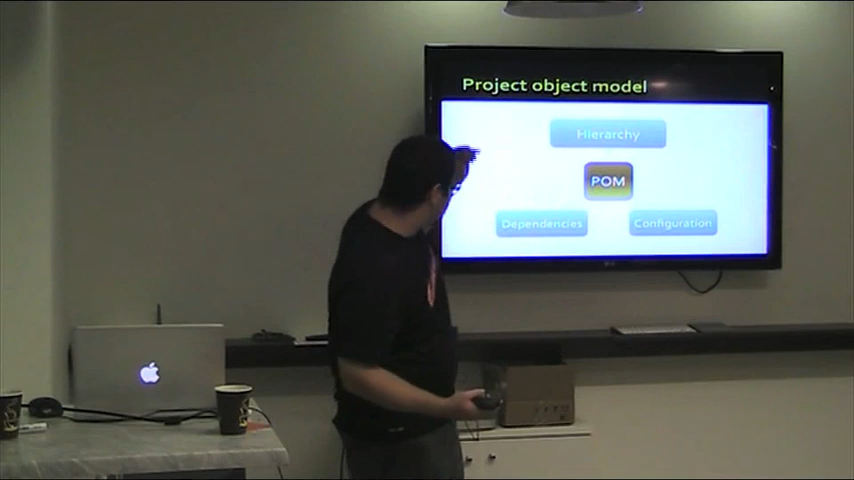 Project object model
Hierarchy
POM
Dependencies
Configuration